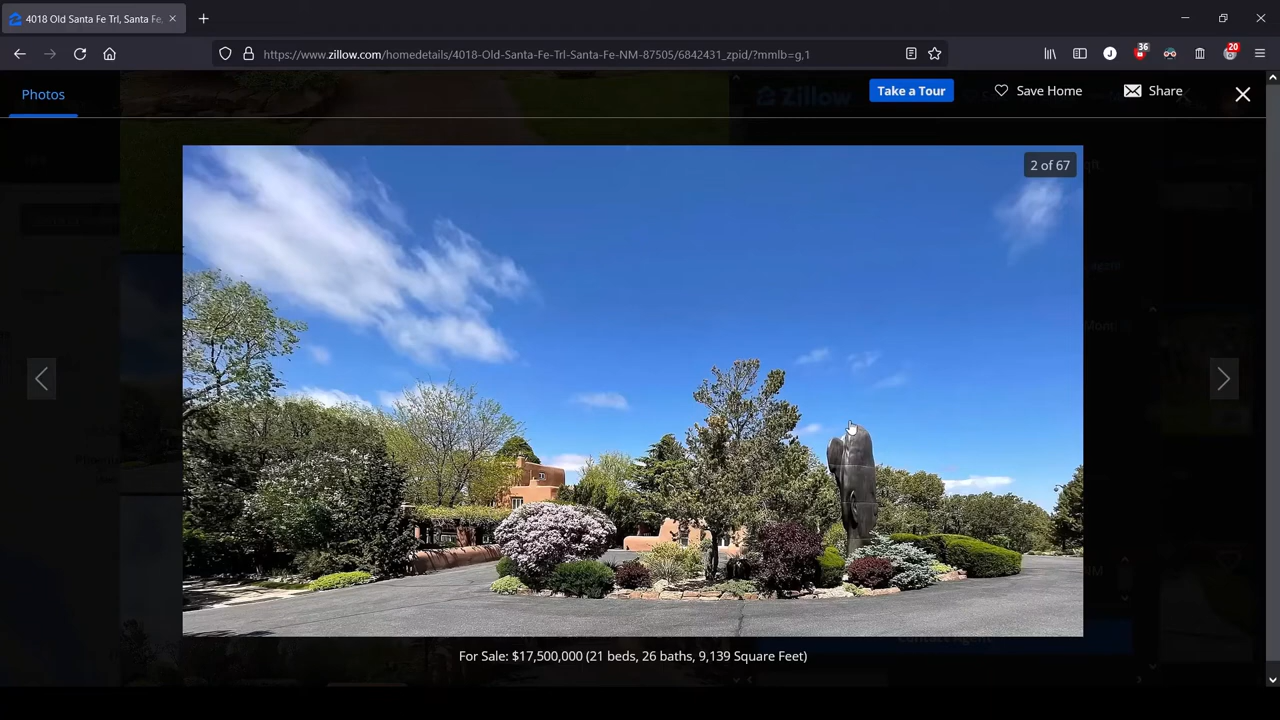 4018 Old Santa Fe Trl, Santa Fe,
https://www.zillow.com/homedetails/4018-Old-Santa-Fe-Trl-Santa-Fe-NM-87505/6842431_zpid/?mmlb=g,1
36
20
J
Photos
Take a Tour
Save Home
Share
Zillow
2 of 67
For Sale: $17,500,000 (21 beds, 26 baths, 9,139 Square Feet)